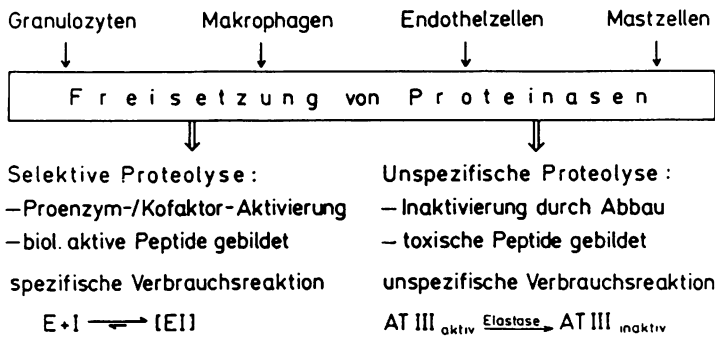 Granulozyten Makrophagen Endothelzellen Mastzellen
Freisetzung von Proteinasen
Selektive Proteolyse:
–Proenzym-/Kofaktor-Aktivierung
–biol. aktive Peptide gebildet
spezifische Verbrauchsreaktion
E+I ⇌ [EI]
Unspezifische Proteolyse:
– Inaktivierung durch Abbau
– toxische Peptide gebildet
unspezifische Verbrauchsreaktion
AT III aktiv Elastase → AT III inaktiv